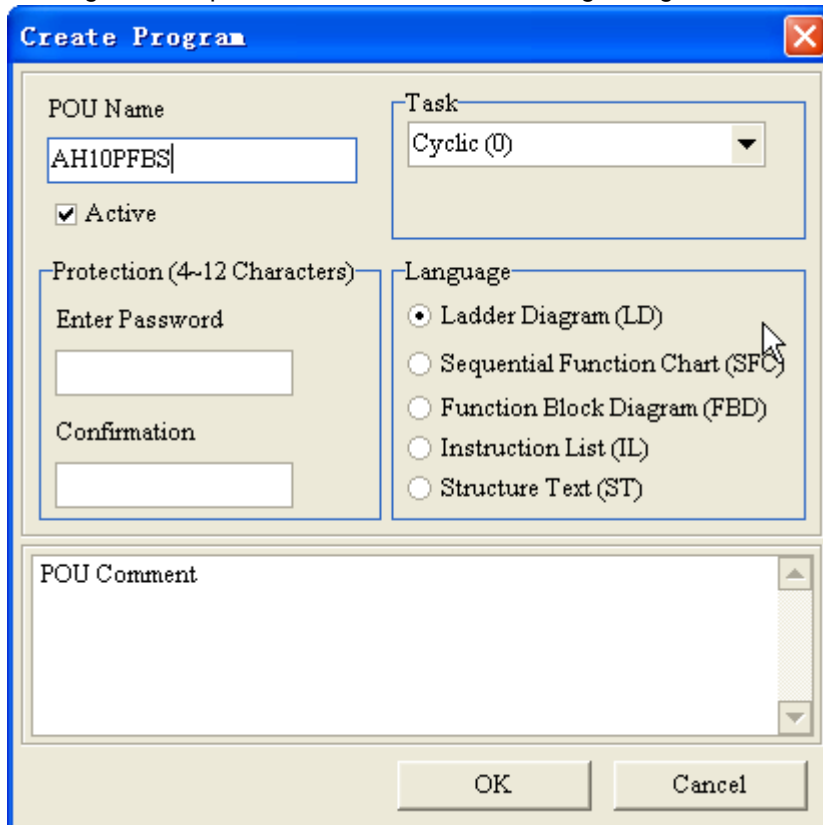 Create Program
POU Name
AH10PFBS
Active
Task
Cyclic (0)
Protection (4~12 Characters)
Enter Password
Confirmation
Language
Ladder Diagram (LD)
Sequential Function Chart (SFC)
Function Block Diagram (FBD)
Instruction List (IL)
Structure Text (ST)
POU Comment
OK
Cancel